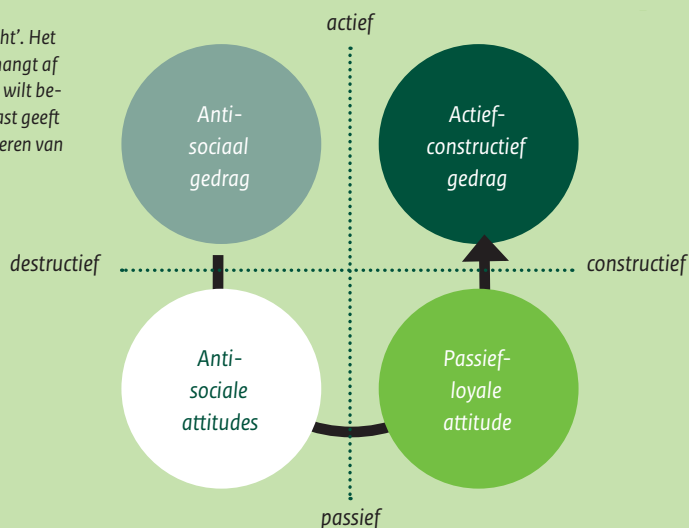 actief
ht’. Het
hangt af
wilt be-
ast geeft
eren van
Anti-
sociaal
gedrag
Actief-
constructief
gedrag
destructief
constructief
Anti-
sociale
attitudes
Passief-
loyale
attitude
passief